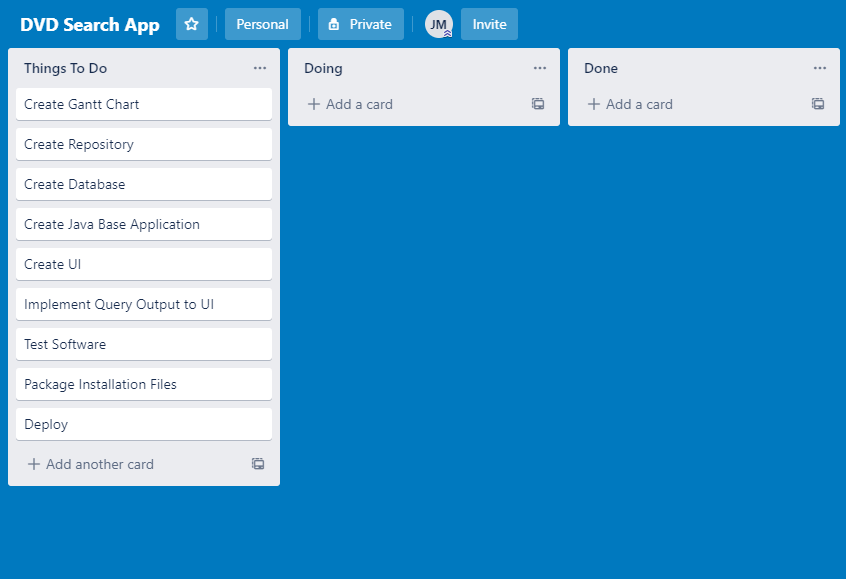 DVD Search App
Personal
Private
JM
Invite
Things To Do
Create Gantt Chart
Create Repository
Create Database
Create Java Base Application
Create UI
Implement Query Output to UI
Test Software
Package Installation Files
Deploy
Add another card
Doing
Add a card
Done
Add a card